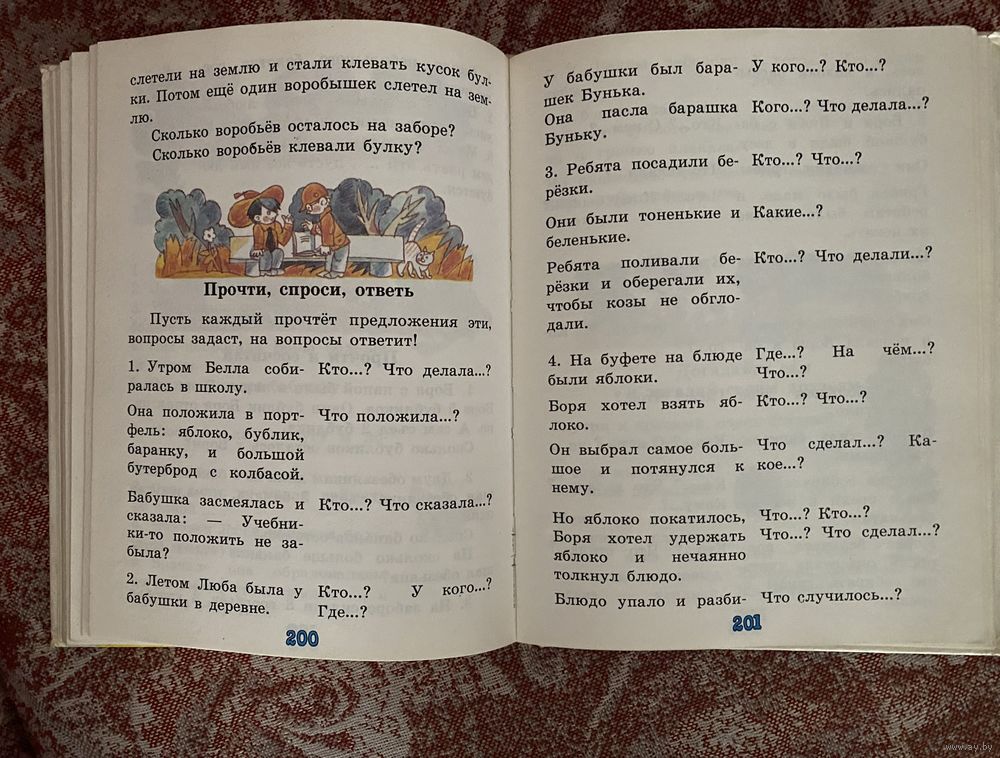 слетели на землю и стали клевать кусок бул-
ки. Потом ещё один воробышек слетел на зем-
лю.
Сколько воробьёв осталось на заборе?
Сколько воробьёв клевали булку?
Прочти, спроси, ответь
Пусть каждый прочтёт предложения эти,
вопросы задаст, на вопросы ответит!
1. Утром Белла соби- Кто...? Что делала...?
ралась в школу.
Она положила в порт- Что положила...?
фель: яблоко, бублик,
баранку, и большой
бутерброд с колбасой.
Бабушка засмеялась и Кто...? Что сказала...?
сказала: — Учебни-
ки-то положить не за-
была?
2. Летом Люба была у Кто...? У кого...?
бабушки в деревне. Где...?
200
У бабушки был бара- У кого...? Кто...?
шек Бунька.
Она пасла барашка Кого...? Что делала...?
Буньку.
3. Ребята посадили бе- Кто...? Что...?
рёзки.
Они были тоненькие и Какие...?
беленькие.
Ребята поливали бе- Кто...? Что делали...?
рёзки и оберегали их,
чтобы козы не обгло-
дали.
4. На буфете на блюде Где...? На чём...?
были яблоки. Что...?
Боря хотел взять яб- Кто...? Что...?
локо.
Он выбрал самое боль- Что сделал...? Ка-
шое и потянулся к кое...?
нему.
Но яблоко покатилось, Что...? Кто...?
Боря хотел удержать Что...? Что сделал...?
яблоко и нечаянно
толкнул блюдо.
Блюдо упало и разби- Что случилось...?
201
www.ay.by